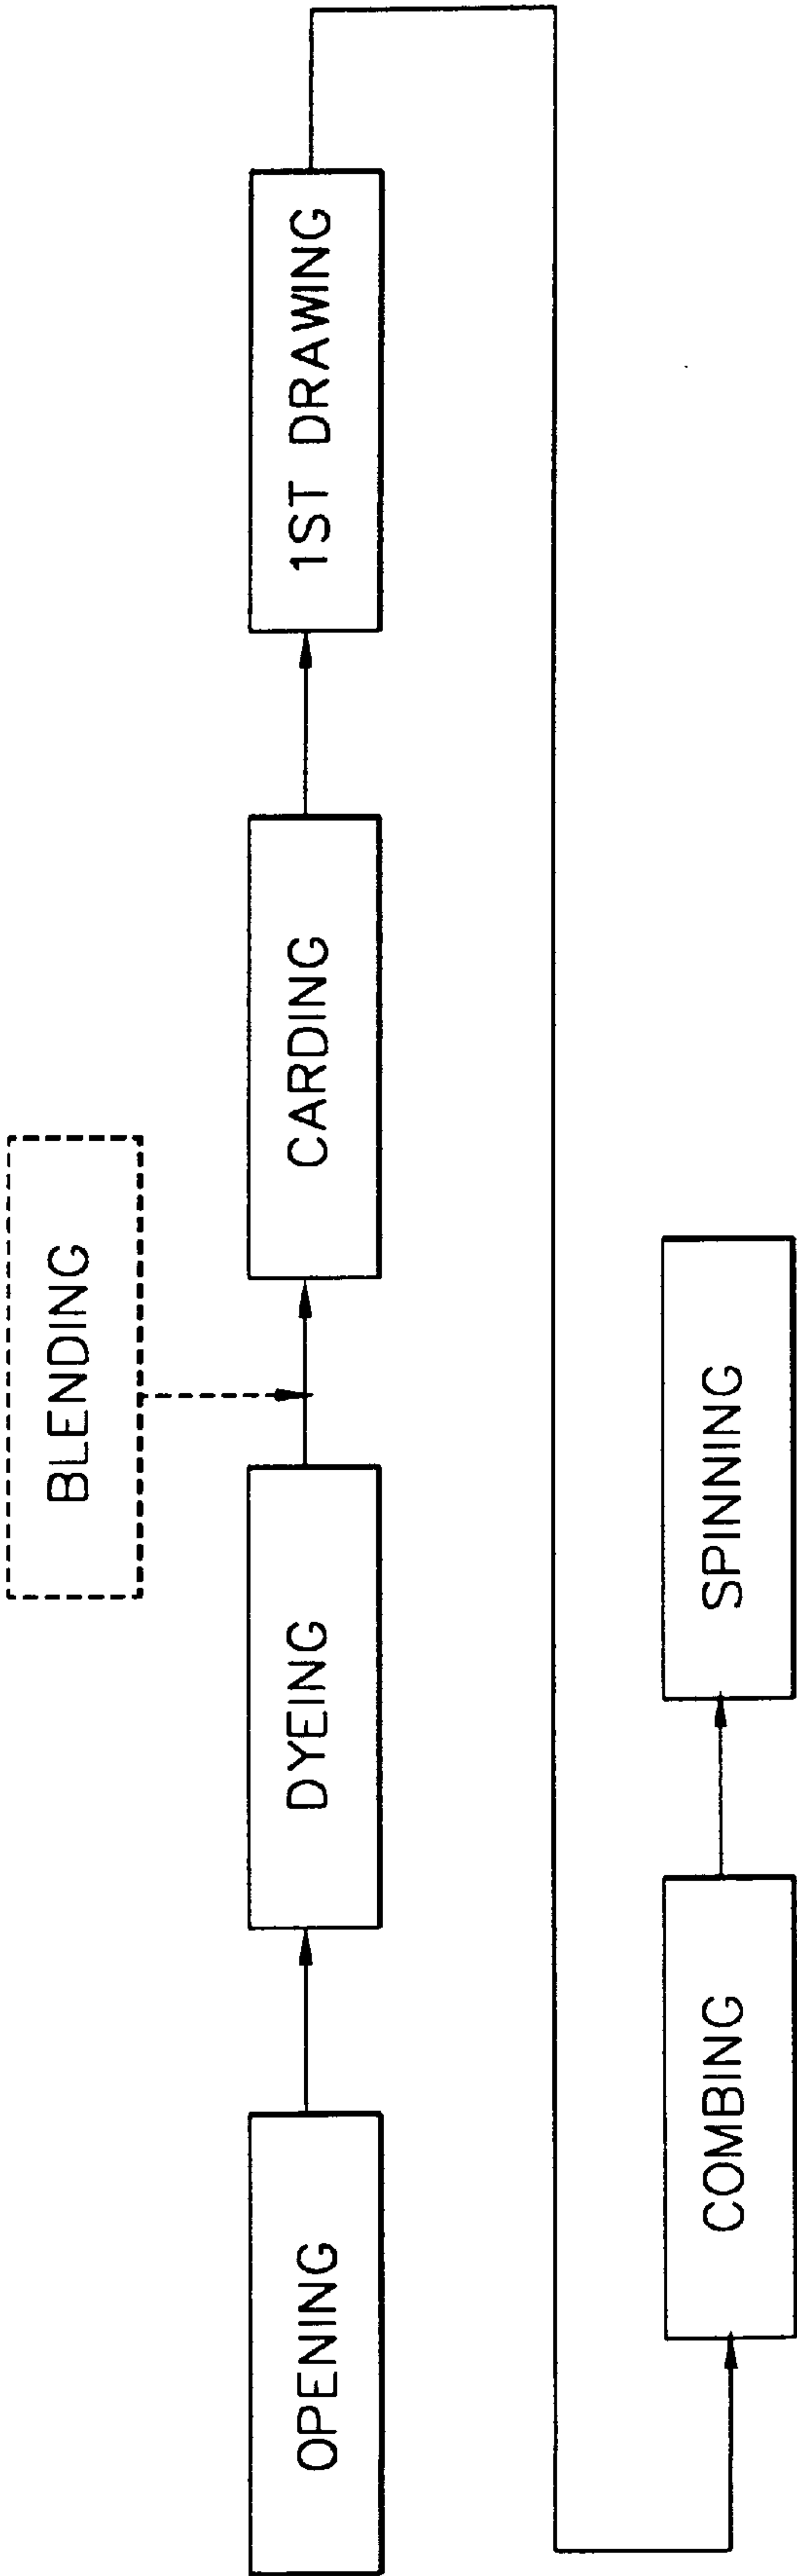 BLENDING
OPENING
DYEING
CARDING
1ST DRAWING
COMBING
SPINNING